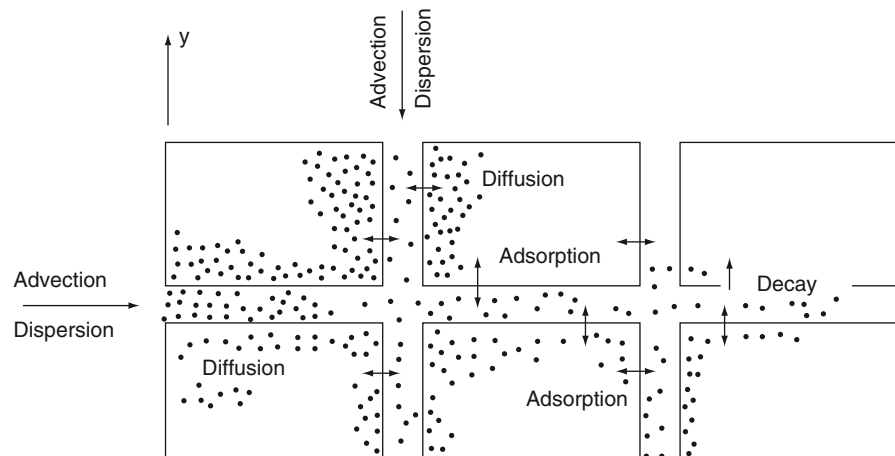 y
Advection
Dispersion
Diffusion
Adsorption
Advection
Decay
Dispersion
Diffusion
Adsorption